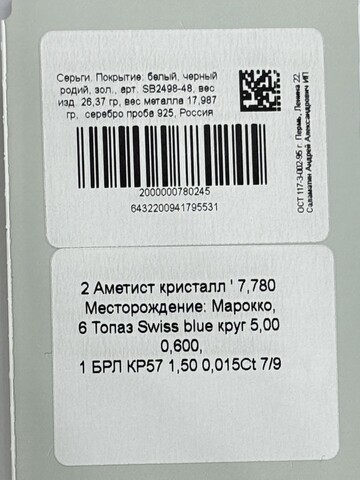 Серьги. Покрытие: белый, черный
родий, зол., арт. SB2498-48, вес
изд. 26,37 гр, вес металла 17,987
гр, серебро проба 925, Россия
ОСТ 117-3-002-95 г. Пермь, Ленина 22,
Саламатин Андрей Александрович ИП
2000000780245
6432200941795531
2 Аметист кристалл ' 7,780
Месторождение: Марокко,
6 Топаз Swiss blue круг 5,00
0,600,
1 БРЛ КР57 1,50 0,015Ct 7/9